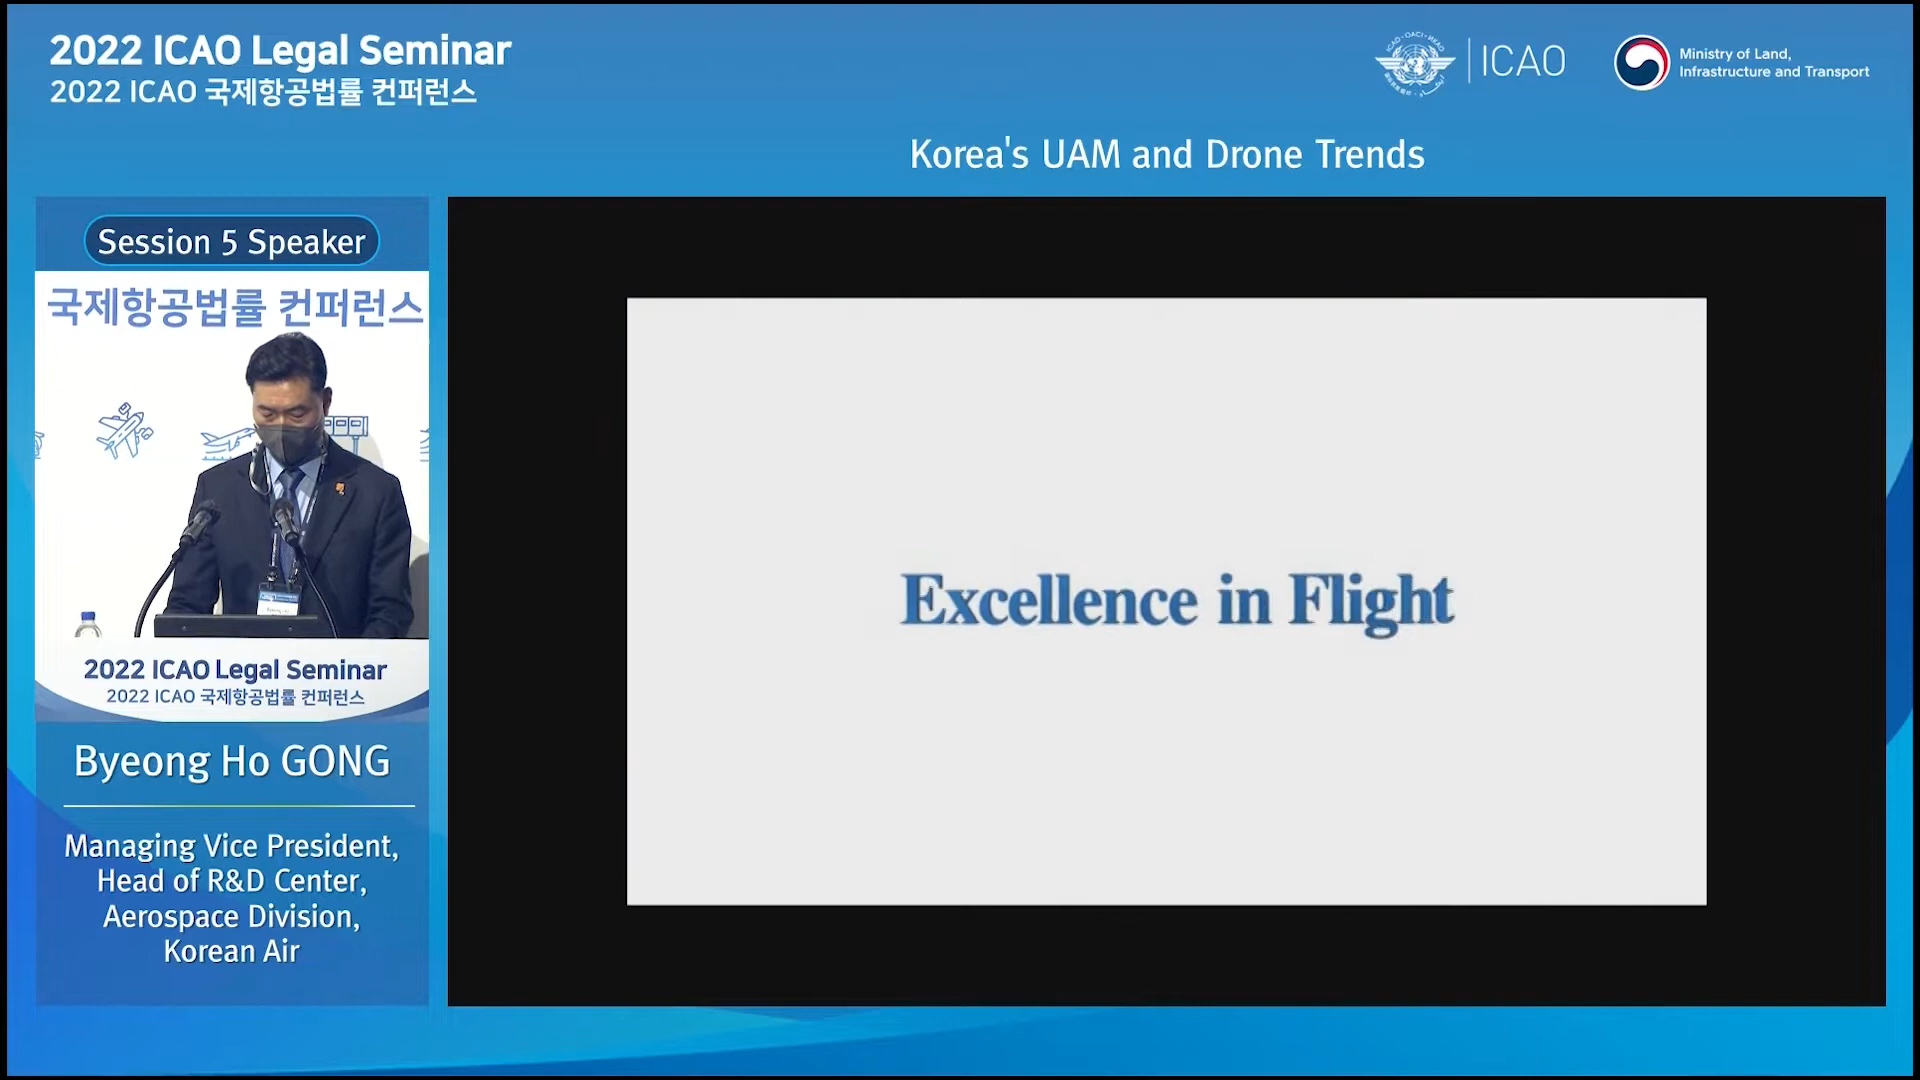 2022 ICAO Legal Seminar
2022 ICAO 국제항공법률 컨퍼런스
ICAO
Ministry of Land,
Infrastructure and Transport
Korea's UAM and Drone Trends
Session 5 Speaker
국제항공법률 컨퍼런스
2022 ICAO Legal Seminar
2022 ICAO 국제항공법률 컨퍼런스
Byeong Ho GONG
Managing Vice President,
Head of R&D Center,
Aerospace Division,
Korean Air
Excellence in Flight